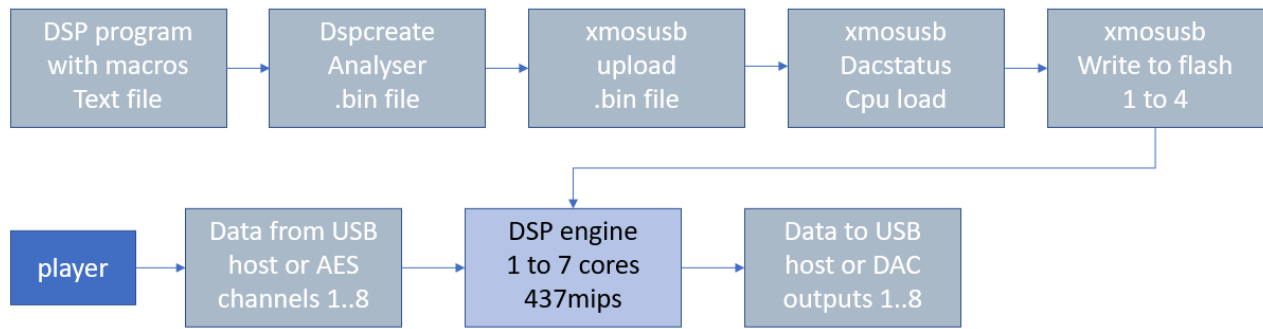 DSP program
with macros
Text file
Dspcreate
Analyser
.bin file
xmosusb
upload
.bin file
xmosusb
Dacstatus
Cpu load
xmosusb
Write to flash
1 to 4
player
Data from USB
host or AES
channels 1..8
DSP engine
1 to 7 cores
437mips
Data to USB
host or DAC
outputs 1..8